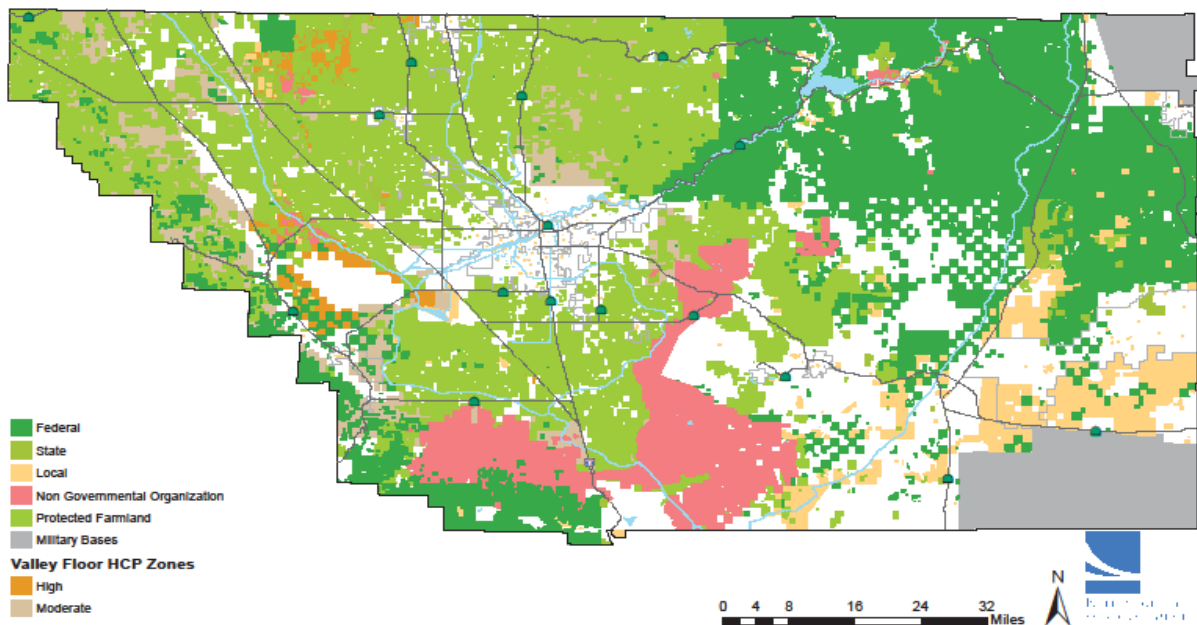 Federal
State
Local
Non Governmental Organization
Protected Farmland
Military Bases
Valley Floor HCP Zones
High
Moderate
0 4 8 16 24 32
Miles
N